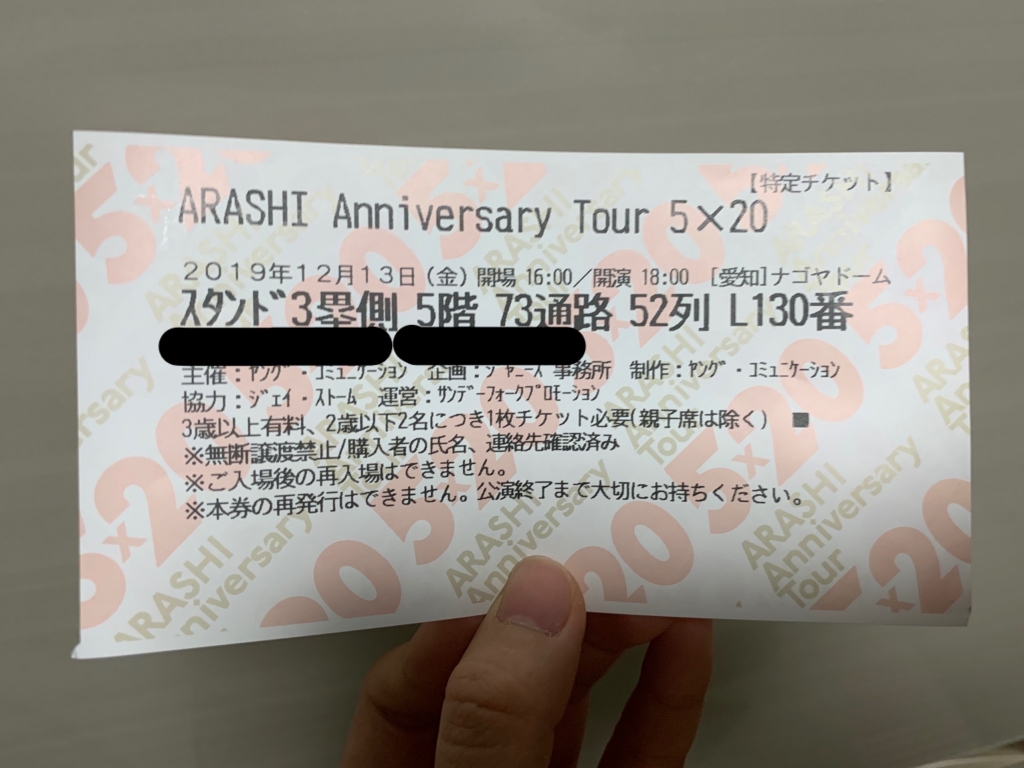 【特定チケット】
ARASHI Anniversary Tour 5×20
2019年12月13日(金) 開場 16:00/開演 18:00 [愛知]ナゴヤドーム
ｽﾀﾝﾄﾞ3塁側 5階 73通路 52列 L130番
主催:ﾔﾝｸﾞ・ｺﾐｭﾆｹｰｼｮﾝ 企画:ｼﾞｬﾆｰｽﾞ事務所 制作:ﾔﾝｸﾞ・ｺﾐｭﾆｹｰｼｮﾝ
協力:ｼﾞｪｲ・ｽﾄｰﾑ 運営:ｻﾝﾃﾞｰﾌｫｰｸﾌﾟﾛﾓｰｼｮﾝ
3歳以上有料、2歳以下2名につき1枚チケット必要(親子席は除く) ■
※無断譲渡禁止/購入者の氏名、連絡先確認済み
※ご入場後の再入場はできません。
※本券の再発行はできません。公演終了まで大切にお持ちください。
5×20
ARASHI
Anniversary
Tour